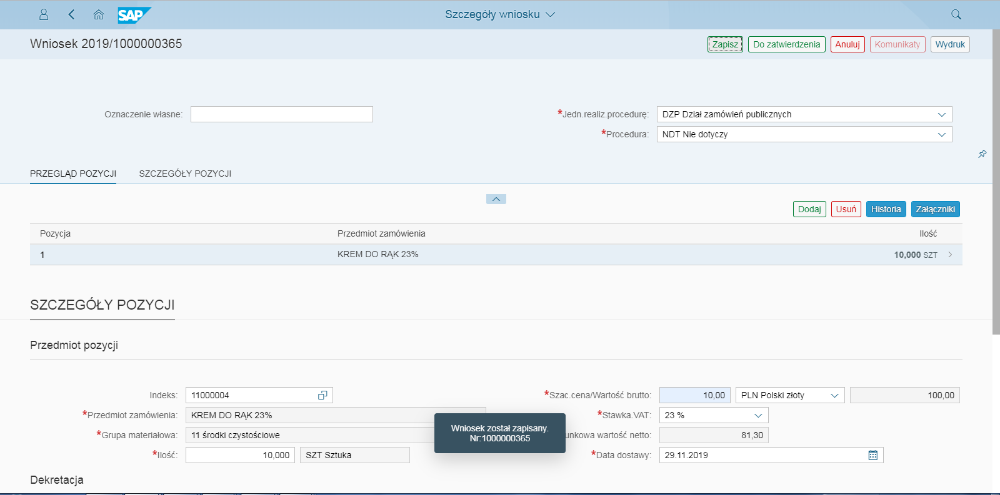 SAP
Szczegóły wniosku
Wniosek 2019/1000000365
Zapisz Do zatwierdzenia Anuluj Komunikaty Wydruk
Oznaczenie własne:
*Jedn.realiz.procedurę: DZP Dział zamówień publicznych
*Procedura: NDT Nie dotyczy
PRZEGLĄD POZYCJI SZCZEGÓŁY POZYCJI
Dodaj Usuń Historia Załączniki
Pozycja Przedmiot zamówienia Ilość
1 KREM DO RĄK 23% 10,000 SZT
SZCZEGÓŁY POZYCJI
Przedmiot pozycji
Indeks: 11000004 *Szac.cena/Wartość brutto: 10,00 PLN Polski złoty 100,00
*Przedmiot zamówienia: KREM DO RĄK 23% *Stawka.VAT: 23 %
*Grupa materiałowa: 11 środki czystościowe unkowa wartość netto: 81,30
*Ilość: 10,000 SZT Sztuka *Data dostawy: 29.11.2019
Wniosek został zapisany.
Nr:1000000365
Dekretacja